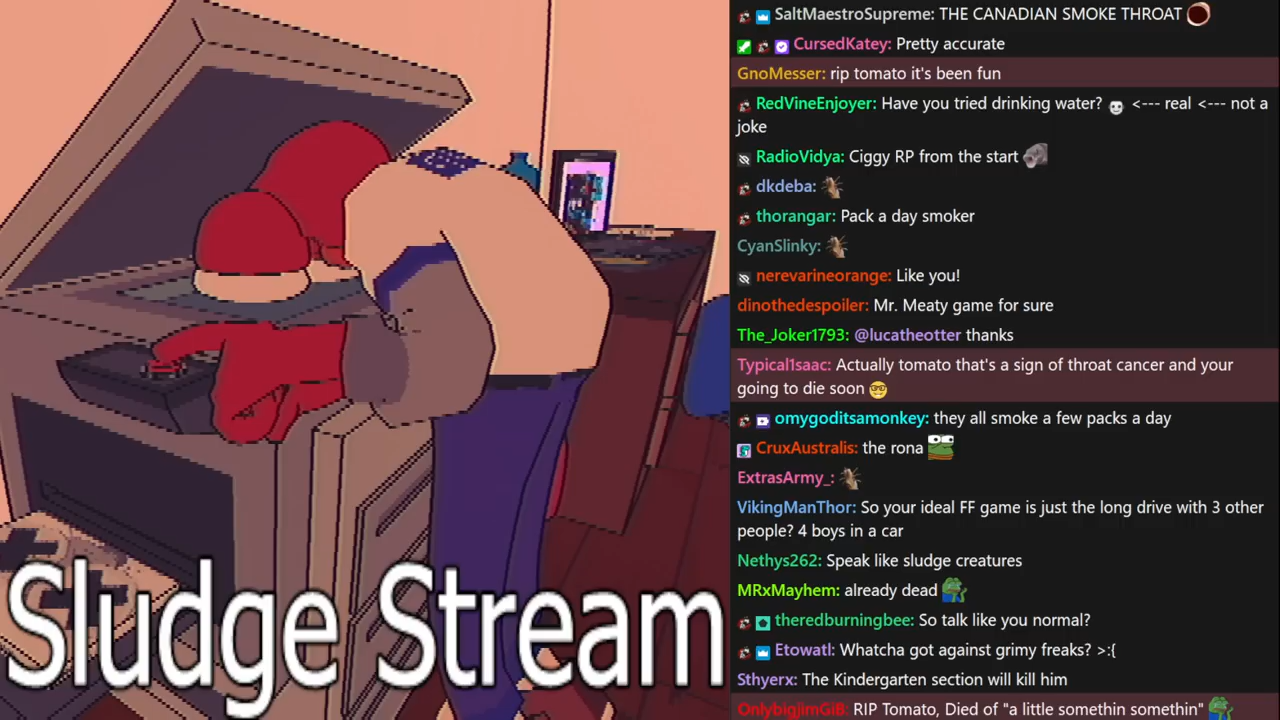 Sludge Stream
SaltMaestroSupreme: THE CANADIAN SMOKE THROAT
CursedKatey: Pretty accurate
GnoMesser: rip tomato it's been fun
RedVineEnjoyer: Have you tried drinking water? <--- real <--- not a
joke
RadioVidya: Ciggy RP from the start
dkdeba:
thorangar: Pack a day smoker
CyanSlinky:
nerevarineorange: Like you!
dinothedespoiler: Mr. Meaty game for sure
The_Joker1793: @lucatheotter thanks
Typical1saac: Actually tomato that's a sign of throat cancer and your
going to die soon 🤓
omygoditsamonkey: they all smoke a few packs a day
CruxAustralis: the rona
ExtrasArmy_:
VikingManThor: So your ideal FF game is just the long drive with 3 other
people? 4 boys in a car
Nethys262: Speak like sludge creatures
MRxMayhem: already dead
theredburningbee: So talk like you normal?
Etowatl: Whatcha got against grimy freaks? >:(
Sthyerx: The Kindergarten section will kill him
OnlybigjimGiB: RIP Tomato, Died of "a little somethin somethin"